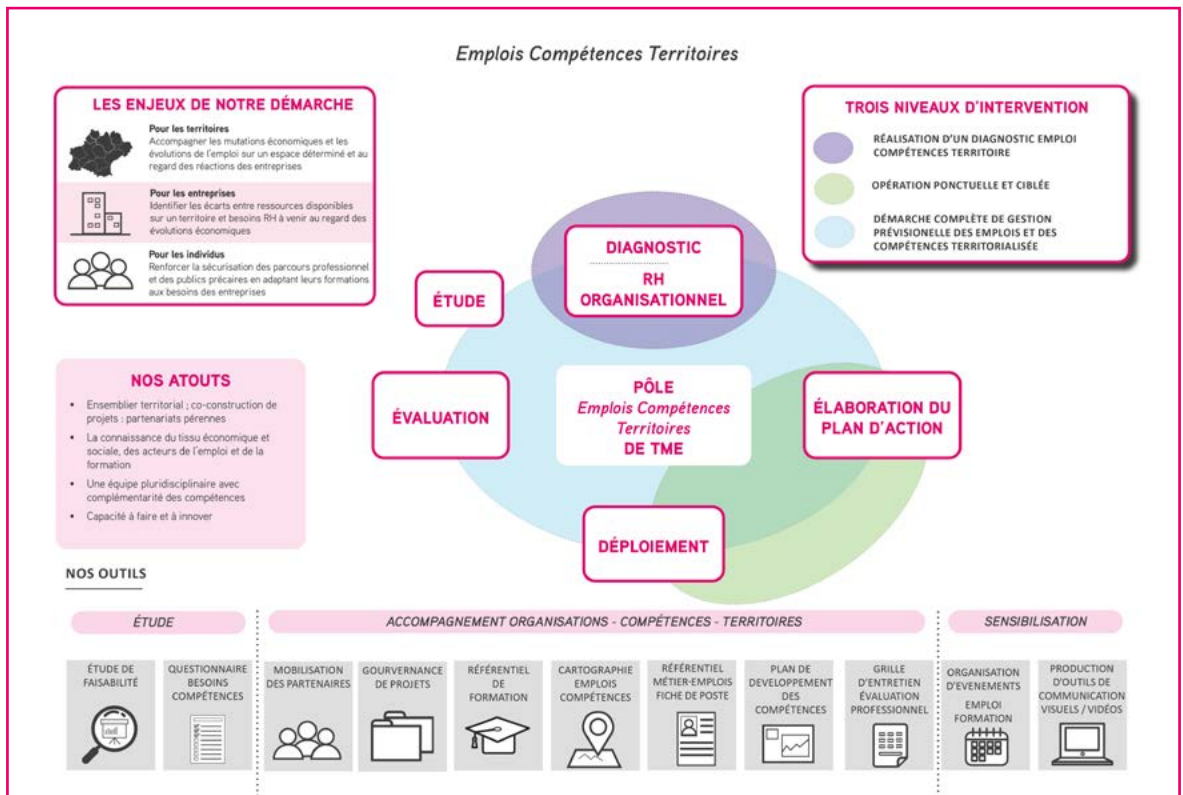 Emplois Compétences Territoires
LES ENJEUX DE NOTRE DÉMARCHE
Pour les territoires
Accompagner les mutations économiques et les
évolutions de l'emploi sur un espace déterminé et au
regard des réactions des entreprises
Pour les entreprises
Identifier les écarts entre ressources disponibles
sur un territoire et besoins RH à venir au regard des
évolutions économiques
Pour les individus
Renforcer la sécurisation des parcours professionnel
et des publics précaires en adaptant leurs formations
aux besoins des entreprises
TROIS NIVEAUX D'INTERVENTION
RÉALISATION D'UN DIAGNOSTIC EMPLOI
COMPÉTENCES TERRITOIRE
OPÉRATION PONCTUELLE ET CIBLÉE
DÉMARCHE COMPLÈTE DE GESTION
PRÉVISIONELLE DES EMPLOIS ET DES
COMPÉTENCES TERRITORIALISÉE
DIAGNOSTIC
RH
ORGANISATIONNEL
ÉTUDE
ÉVALUATION
PÔLE
Emplois Compétences
Territoires
DE TME
ÉLABORATION DU
PLAN D'ACTION
DÉPLOIEMENT
NOS ATOUTS
• Ensemblier territorial ; co-construction de
projets : partenariats pérennes
• La connaissance du tissu économique et
sociale, des acteurs de l'emploi et de la
formation
• Une équipe pluridisciplinaire avec
complémentarité des compétences
• Capacité à faire et à innover
NOS OUTILS
ÉTUDE
ÉTUDE DE
FAISABILITÉ
QUESTIONNAIRE
BESOINS
COMPÉTENCES
ACCOMPAGNEMENT ORGANISATIONS - COMPÉTENCES - TERRITOIRES
MOBILISATION
DES PARTENAIRES
GOURVERNANCE
DE PROJETS
RÉFÉRENTIEL
DE
FORMATION
CARTOGRAPHIE
EMPLOIS
COMPÉTENCES
RÉFÉRENTIEL
MÉTIER-EMPLOIS
FICHE DE POSTE
PLAN DE
DEVELOPPEMENT
DES
COMPÉTENCES
GRILLE
D'ENTRETIEN
ÉVALUATION
PROFESSIONNEL
SENSIBILISATION
ORGANISATION
D'EVENEMENTS
EMPLOI
FORMATION
PRODUCTION
D'OUTILS DE
COMMUNICATION
VISUELS / VIDÉOS